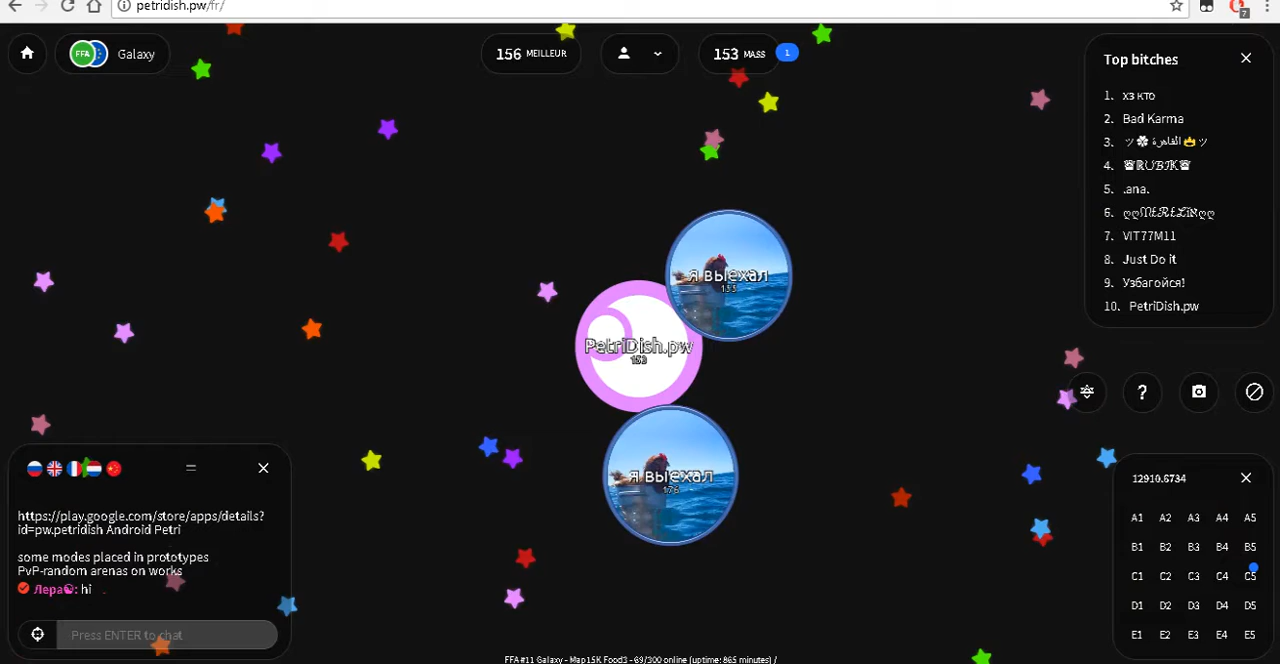 petridish.pw/fr/
7
FFA Galaxy
156 MEILLEUR
153 MASS
1
Top bitches
1. хз кто
2. Bad Karma
4. ♛ℝUBIK♛
5. .ana.
7. VIT77M11
8. Just Do it
9. Узбагойся!
10. PetriDish.pw
я выехал
PetriDish.pw
153
я выехал
176
?
https://play.google.com/store/apps/details?
id=pw.petridish Android Petri
some modes placed in prototypes
PvP-random arenas on works
Лера☯: hi
Press ENTER to chat
12910.6734
A1 A2 A3 A4 A5
B1 B2 B3 B4 B5
C1 C2 C3 C4 C5
D1 D2 D3 D4 D5
E1 E2 E3 E4 E5
FFA #11 Galaxy - Map15K Food3 - 69/300 online (uptime: 865 minutes) /